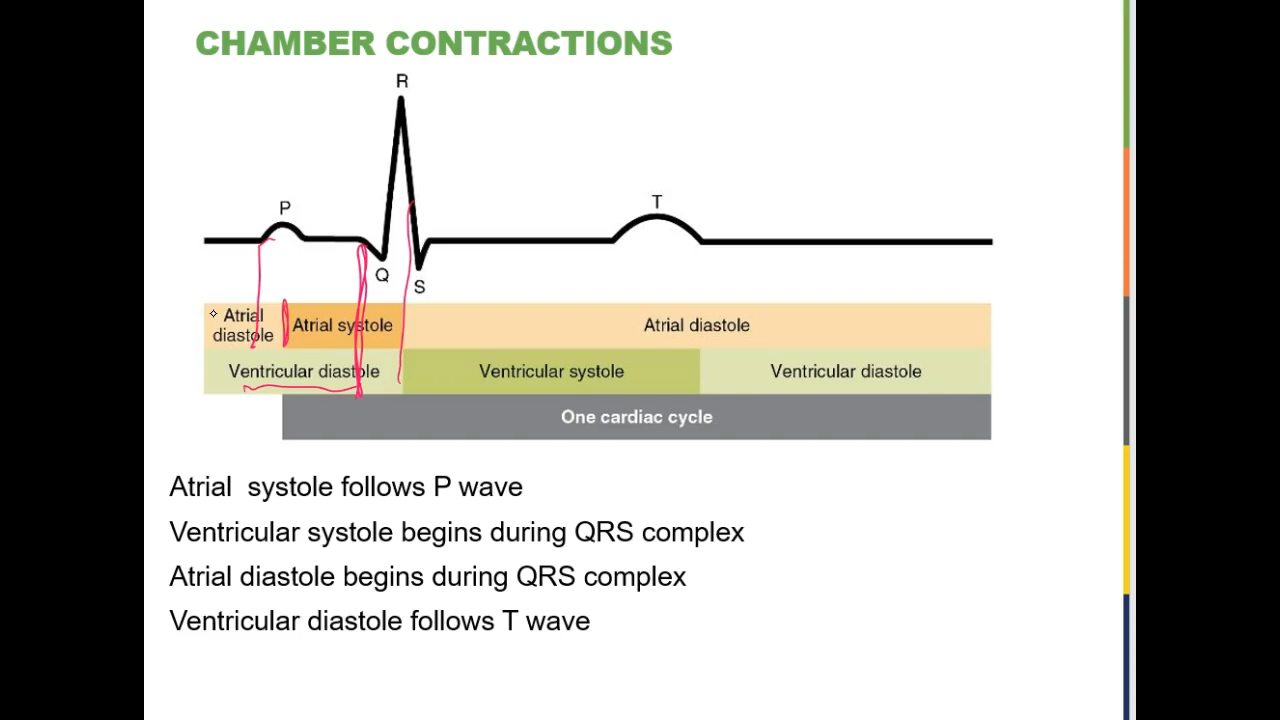 CHAMBER CONTRACTIONS
R
P
T
Q
S
Atrial
diastole
Atrial systole
Atrial diastole
Ventricular diastole
Ventricular systole
Ventricular diastole
One cardiac cycle
Atrial systole follows P wave
Ventricular systole begins during QRS complex
Atrial diastole begins during QRS complex
Ventricular diastole follows T wave